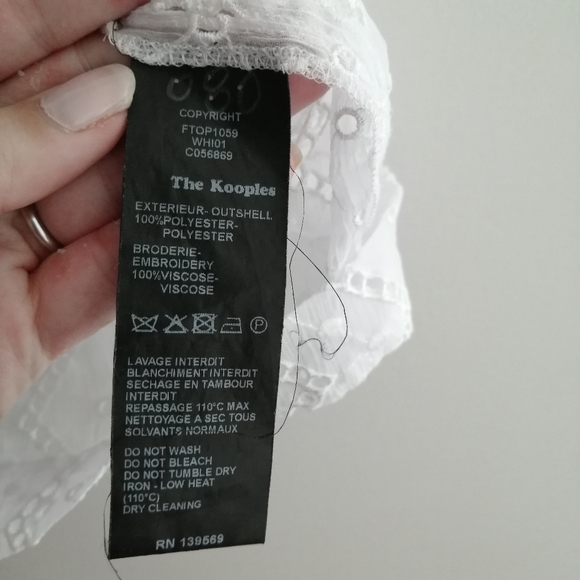 080
COPYRIGHT
FTOP1059
WHI01
C056869
The Kooples
EXTERIEUR- OUTSHELL
100%POLYESTER-
POLYESTER
BRODERIE-
EMBROIDERY
100%VISCOSE-
VISCOSE
P
LAVAGE INTERDIT
BLANCHIMENT INTERDIT
SECHAGE EN TAMBOUR
INTERDIT
REPASSAGE 110°C MAX
NETTOYAGE A SEC TOUS
SOLVANTS NORMAUX
DO NOT WASH
DO NOT BLEACH
DO NOT TUMBLE DRY
IRON - LOW HEAT
(110°C)
DRY CLEANING
RN 139569